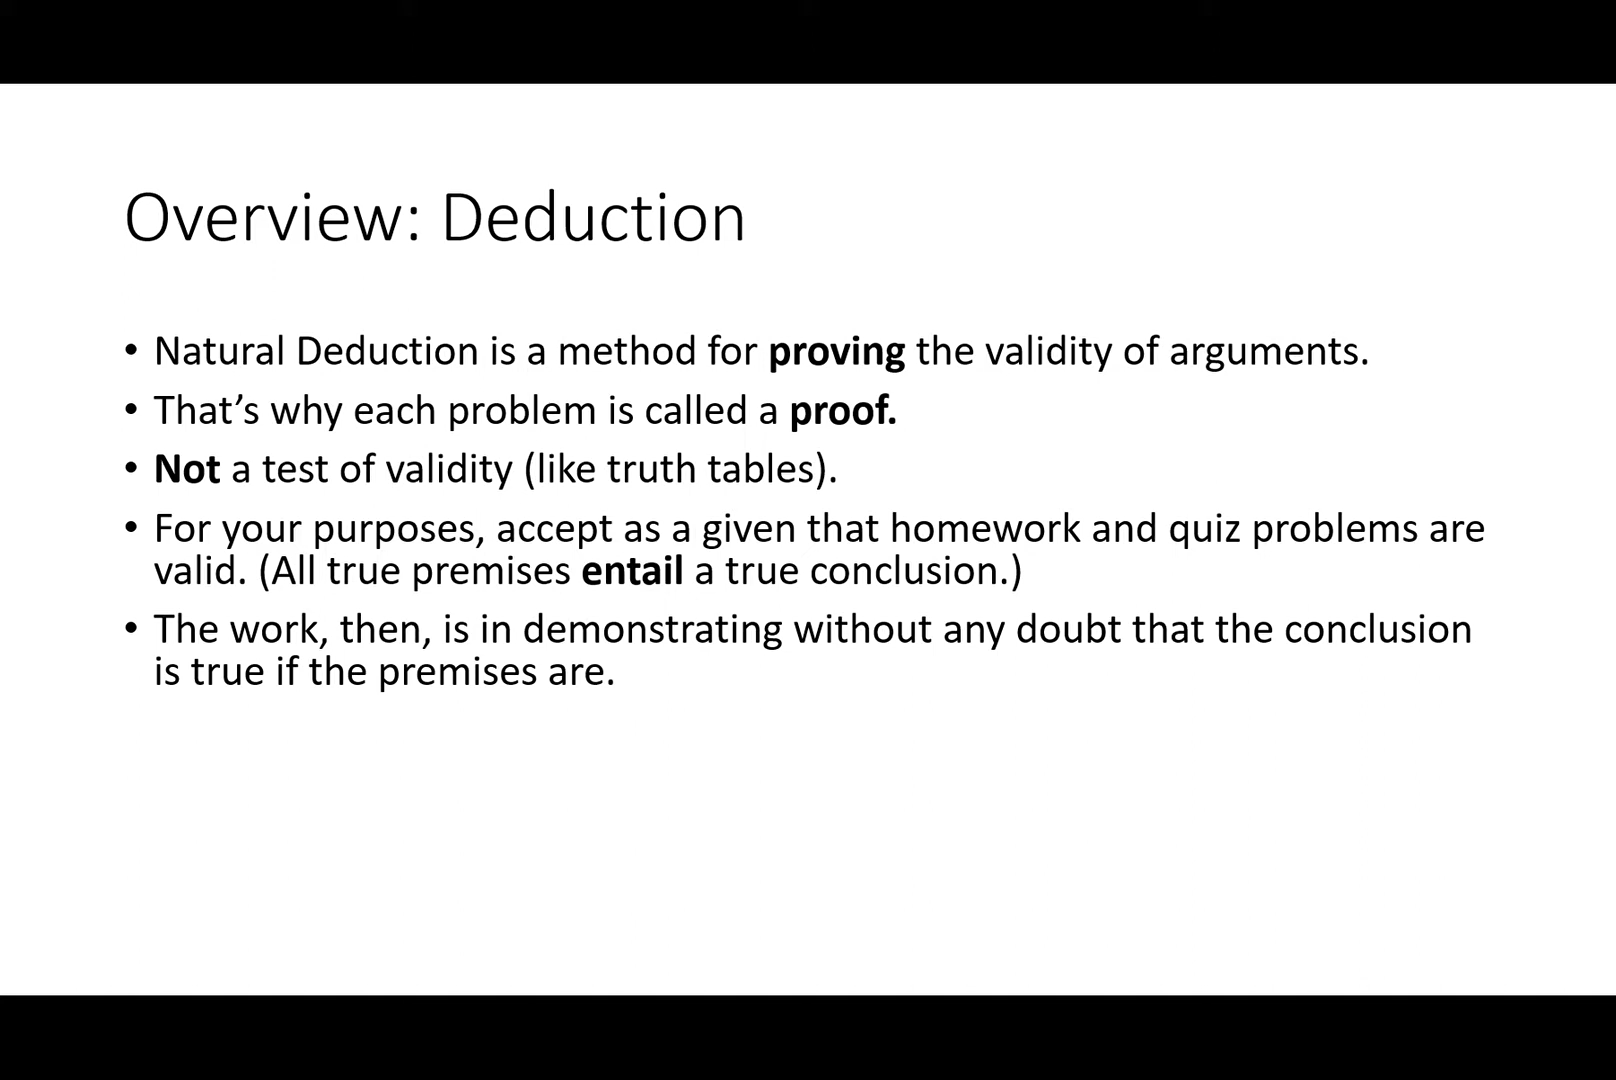 Overview: Deduction
• Natural Deduction is a method for proving the validity of arguments.
• That’s why each problem is called a proof.
• Not a test of validity (like truth tables).
• For your purposes, accept as a given that homework and quiz problems are
valid. (All true premises entail a true conclusion.)
• The work, then, is in demonstrating without any doubt that the conclusion
is true if the premises are.